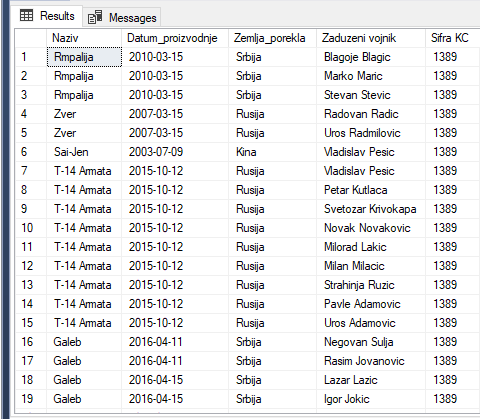 Results Messages
Naziv Datum_proizvodnje Zemlja_porekla Zaduzeni vojnik Sifra KC
1 Rmpalija 2010-03-15 Srbija Blagoje Blagic 1389
2 Rmpalija 2010-03-15 Srbija Marko Maric 1389
3 Rmpalija 2010-03-15 Srbija Stevan Stevic 1389
4 Zver 2007-03-15 Rusija Radovan Radic 1389
5 Zver 2007-03-15 Rusija Uros Radmilovic 1389
6 Sai-Jen 2003-07-09 Kina Vladislav Pesic 1389
7 T-14 Armata 2015-10-12 Rusija Vladislav Pesic 1389
8 T-14 Armata 2015-10-12 Rusija Petar Kutlaca 1389
9 T-14 Armata 2015-10-12 Rusija Svetozar Krivokapa 1389
10 T-14 Armata 2015-10-12 Rusija Novak Novakovic 1389
11 T-14 Armata 2015-10-12 Rusija Milorad Lakic 1389
12 T-14 Armata 2015-10-12 Rusija Milan Milacic 1389
13 T-14 Armata 2015-10-12 Rusija Strahinja Ruzic 1389
14 T-14 Armata 2015-10-12 Rusija Pavle Adamovic 1389
15 T-14 Armata 2015-10-12 Rusija Uros Adamovic 1389
16 Galeb 2016-04-11 Srbija Negovan Sulja 1389
17 Galeb 2016-04-11 Srbija Rasim Jovanovic 1389
18 Galeb 2016-04-15 Srbija Lazar Lazic 1389
19 Galeb 2016-04-15 Srbija Igor Jokic 1389